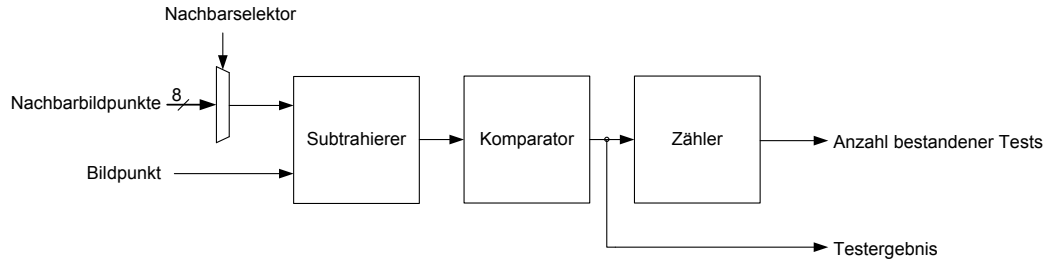 Nachbarselektor
Nachbarbildpunkte
8
Bildpunkt
Subtrahierer
Komparator
Zähler
Anzahl bestandener Tests
Testergebnis